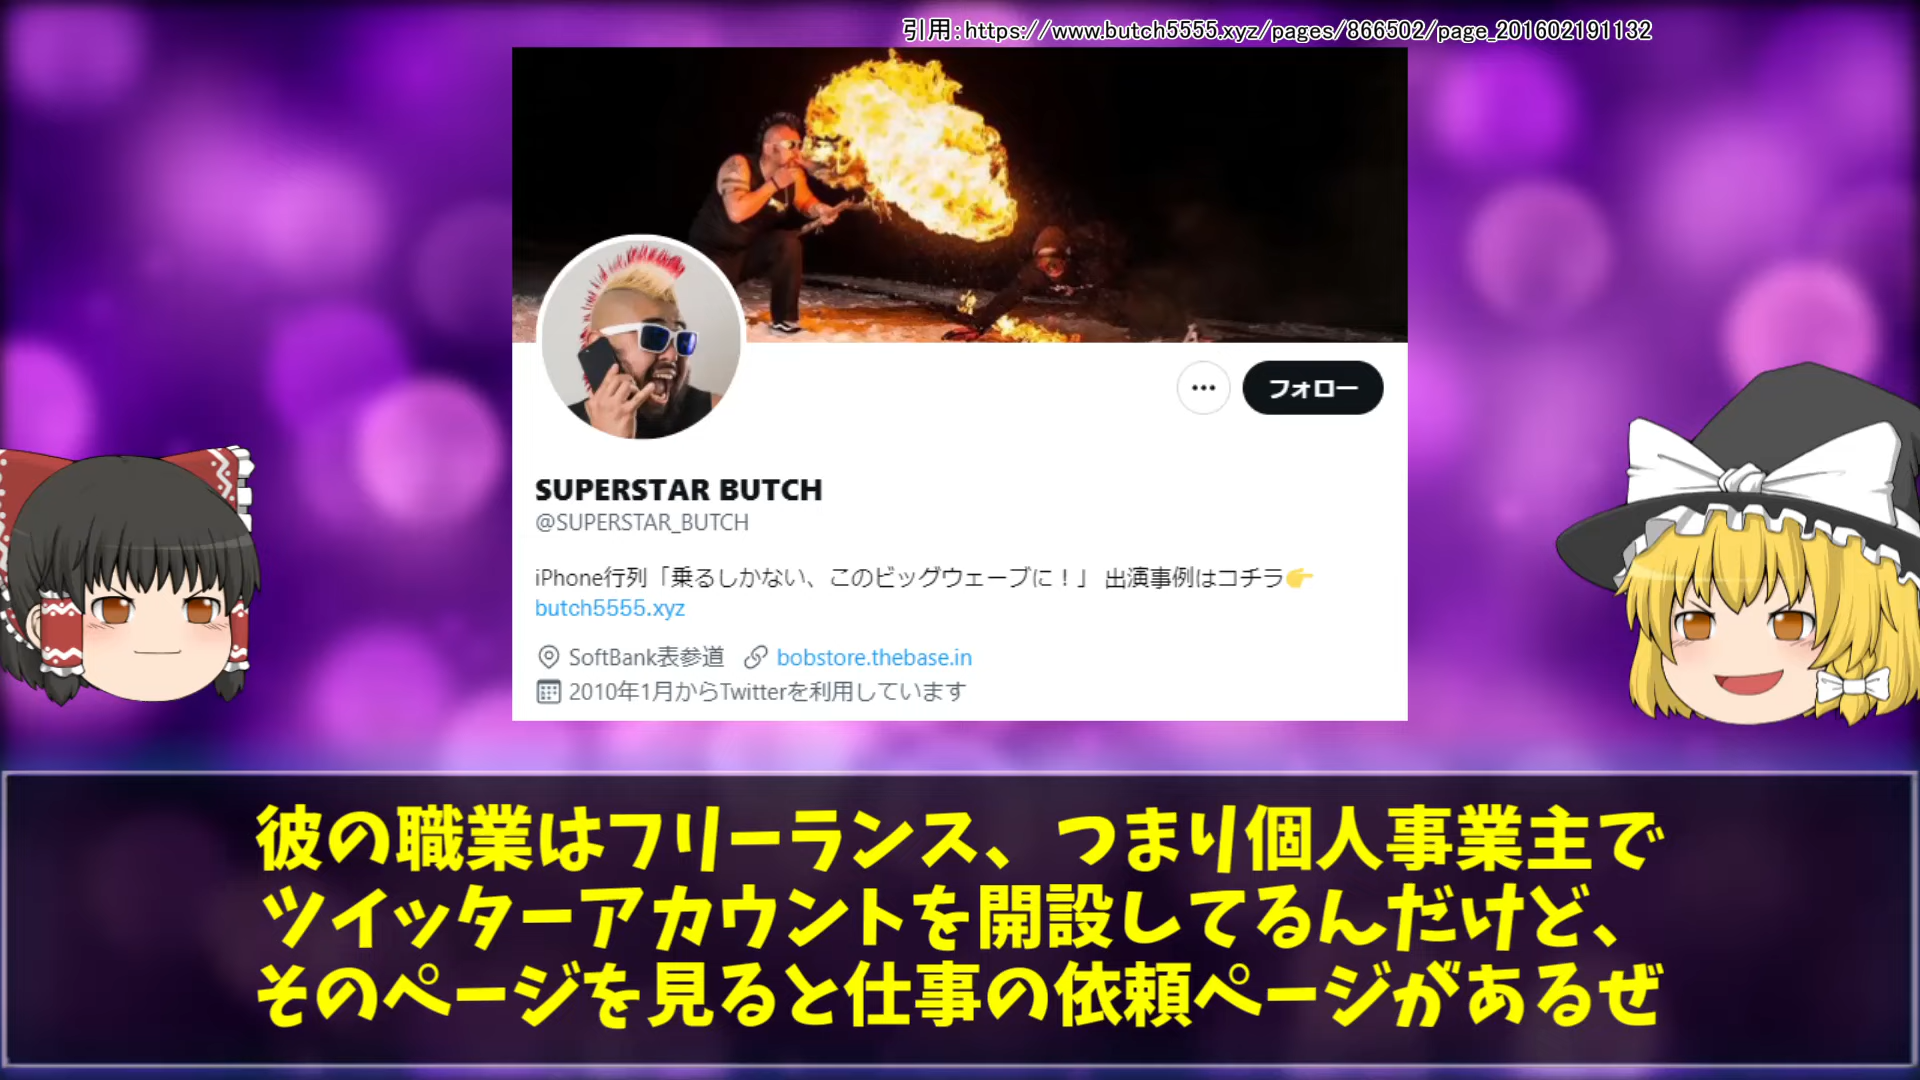 引用:https://www.butch5555.xyz/pages/866502/page_201602191132
フォロー
SUPERSTAR BUTCH
@SUPERSTAR_BUTCH
iPhone行列「乗るしかない、このビッグウェーブに！」 出演事例はコチラ👉
butch5555.xyz
SoftBank表参道 bobstore.thebase.in
2010年1月からTwitterを利用しています
彼の職業はフリーランス、つまり個人事業主で
ツイッターアカウントを開設してるんだけど、
そのページを見ると仕事の依頼ページがあるぜ